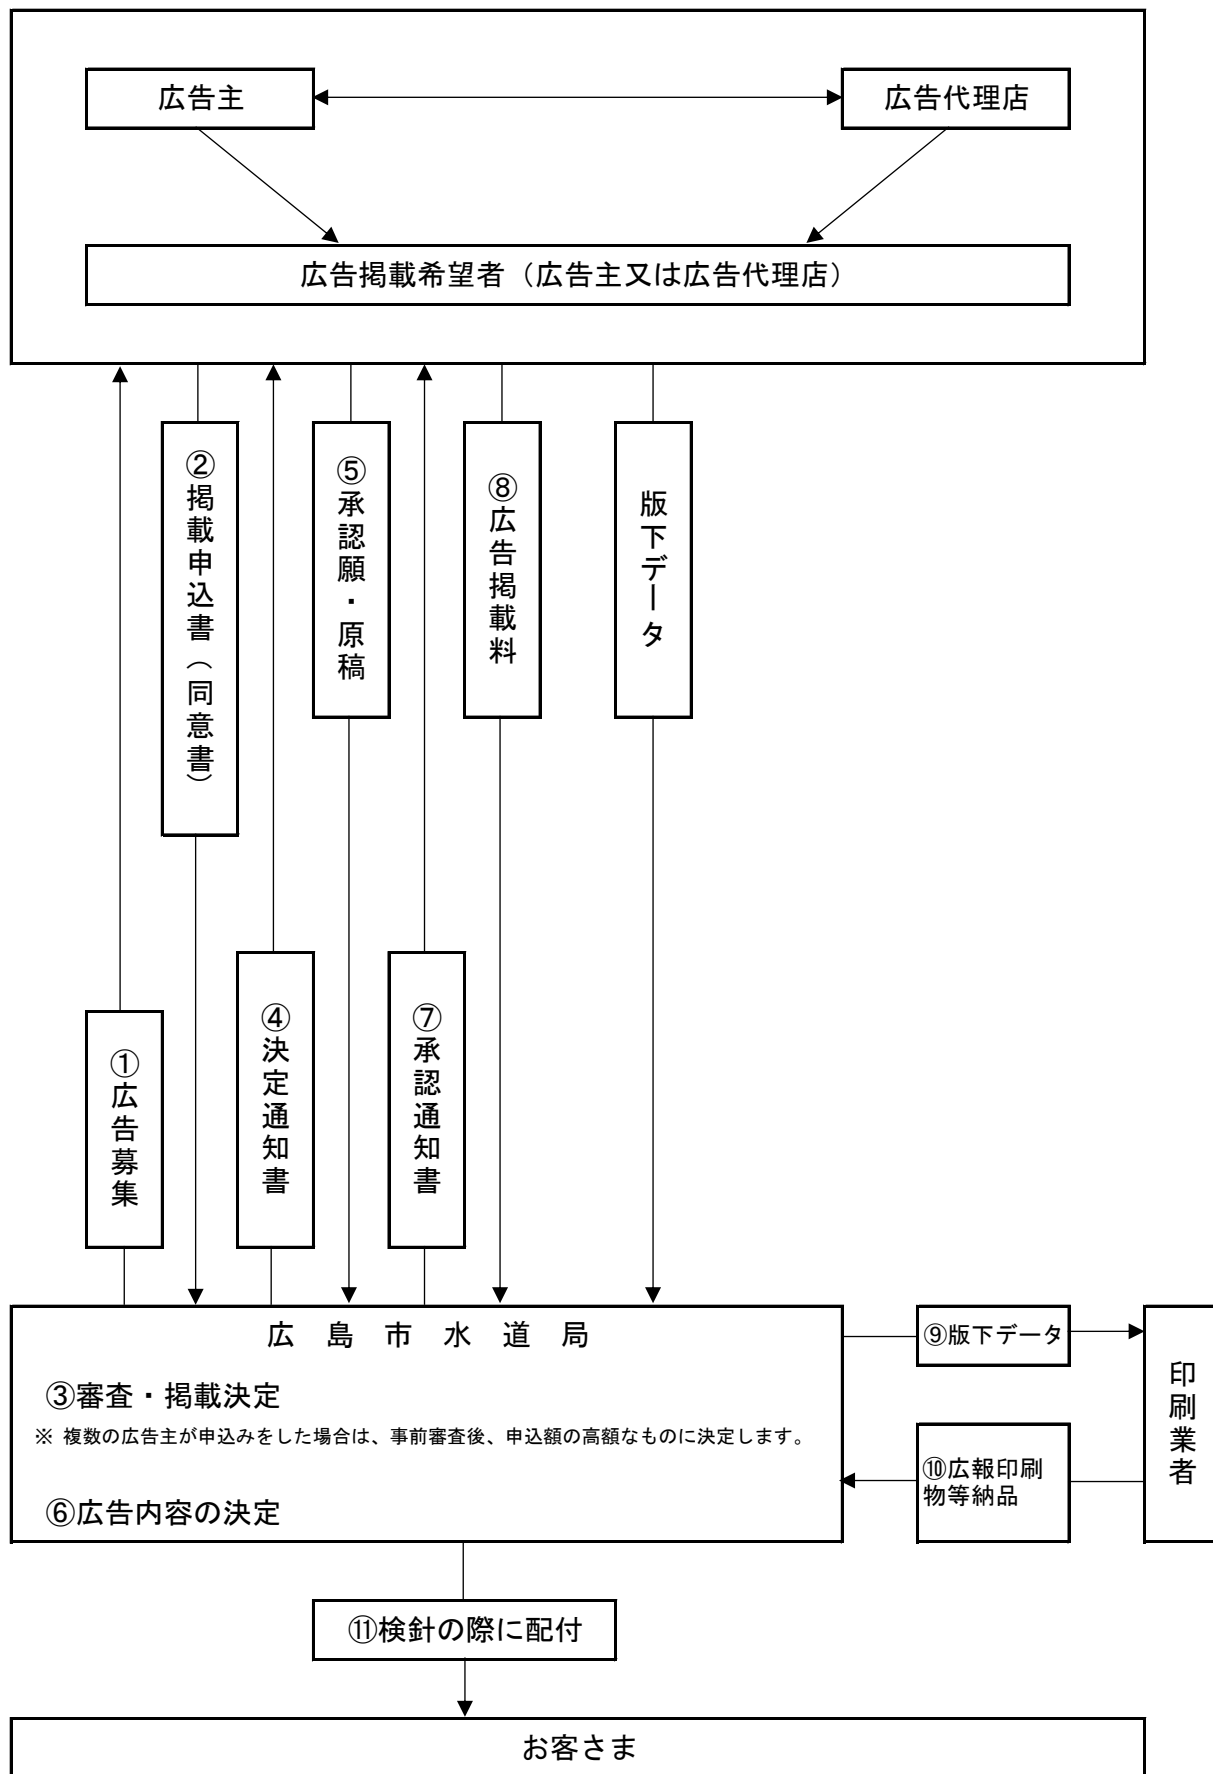 広告主
広告代理店
広告掲載希望者（広告主又は広告代理店）
①広告募集
②掲載申込書（同意書）
④決定通知書
⑤承認願・原稿
⑦承認通知書
⑧広告掲載料
版下データ
広島市水道局
③審査・掲載決定
※ 複数の広告主が申込みをした場合は、事前審査後、申込額の高額なものに決定します。
⑥広告内容の決定
⑨版下データ
⑩広報印刷
物等納品
印刷業者
⑪検針の際に配付
お客さま